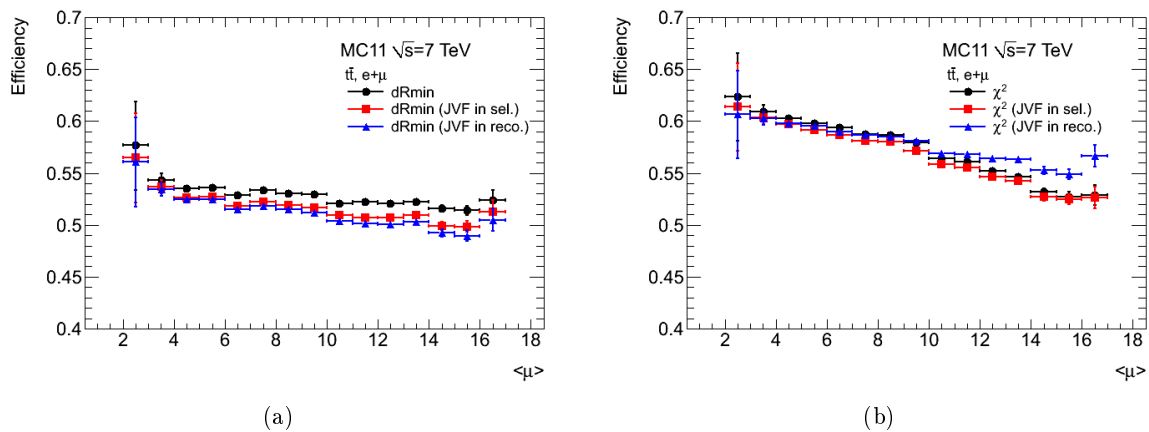 0.7
0.65
0.6
0.55
0.5
0.45
0.4
Efficiency
MC11 √s=7 TeV
tt̄, e+μ
dRmin
dRmin (JVF in sel.)
dRmin (JVF in reco.)
2 4 6 8 10 12 14 16 18
<μ>
(a)
0.7
0.65
0.6
0.55
0.5
0.45
0.4
Efficiency
MC11 √s=7 TeV
tt̄, e+μ
χ²
χ² (JVF in sel.)
χ² (JVF in reco.)
2 4 6 8 10 12 14 16 18
<μ>
(b)